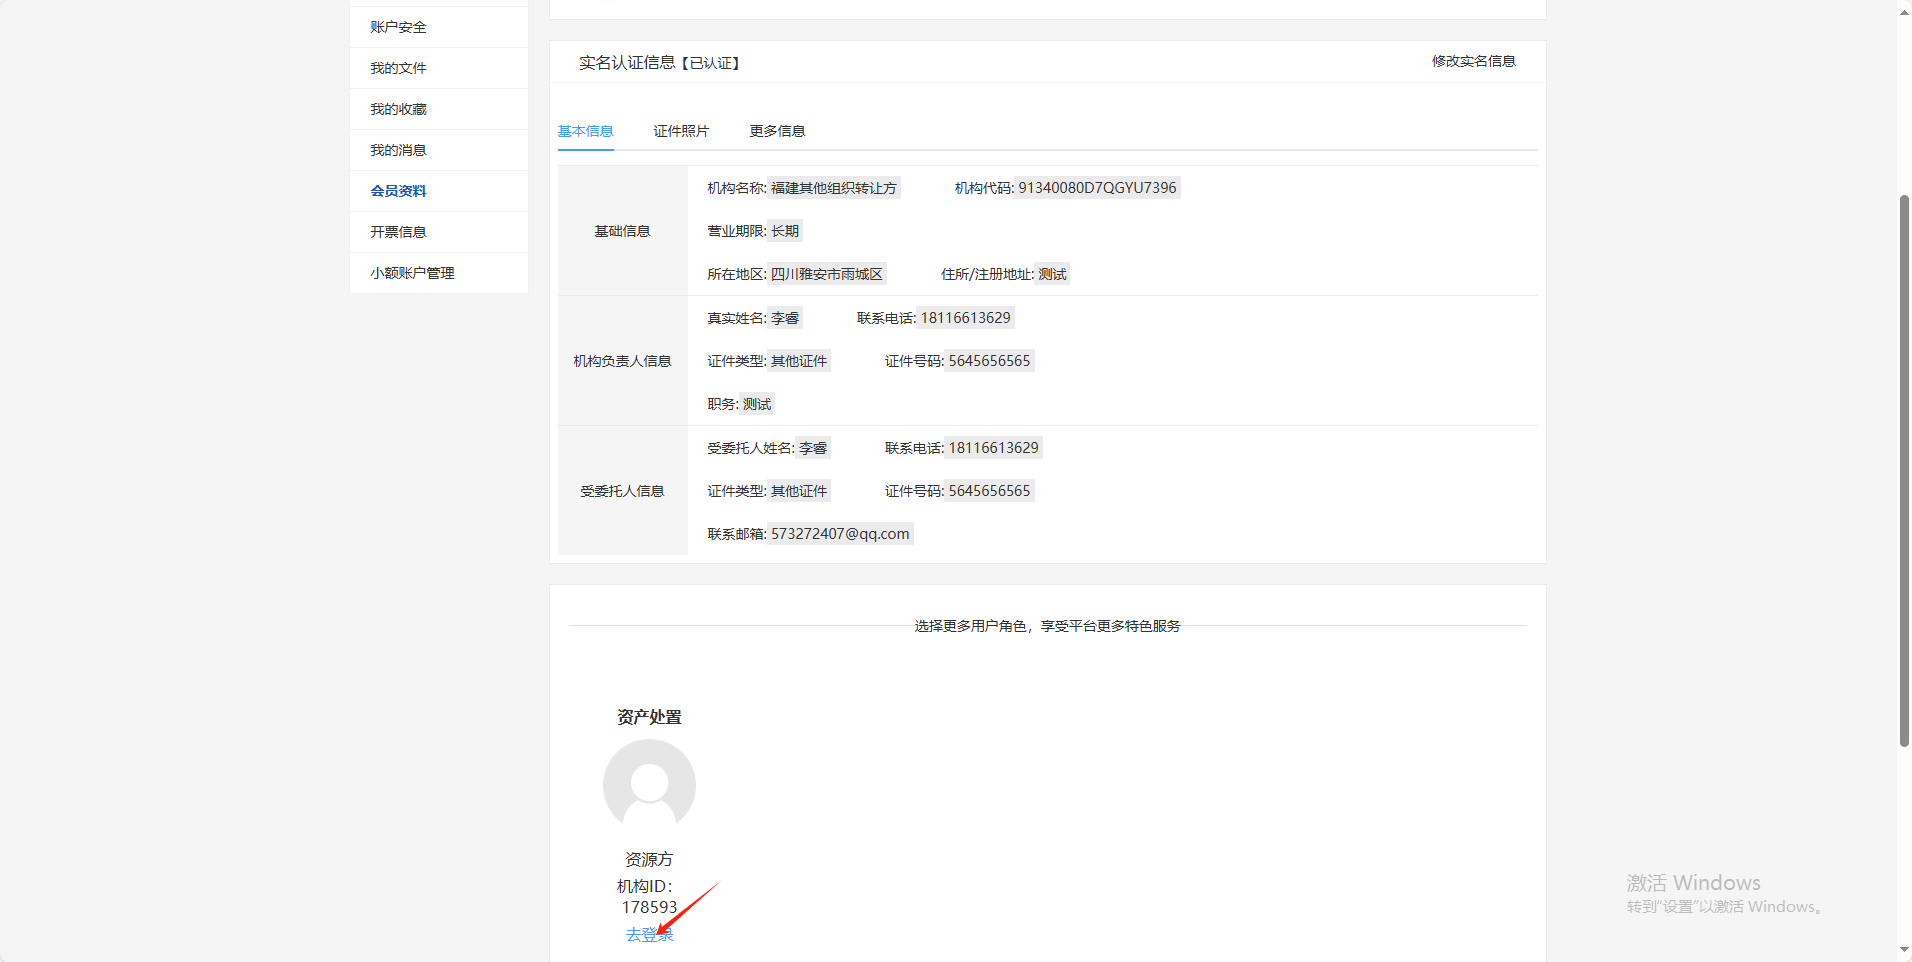 账户安全
我的文件
我的收藏
我的消息
会员资料
开票信息
小额账户管理
实名认证信息【已认证】 修改实名信息
基本信息 证件照片 更多信息
基础信息
机构名称: 福建其他组织转让方 机构代码: 91340080D7QGYU7396
营业期限: 长期
所在地区: 四川雅安市雨城区 住所/注册地址: 测试
机构负责人信息
真实姓名: 李睿 联系电话: 18116613629
证件类型: 其他证件 证件号码: 5645656565
职务: 测试
受委托人信息
受委托人姓名: 李睿 联系电话: 18116613629
证件类型: 其他证件 证件号码: 5645656565
联系邮箱: 573272407@qq.com
选择更多用户角色，享受平台更多特色服务
资产处置
资源方
机构ID：
178593
去登录
激活 Windows
转到“设置”以激活 Windows。